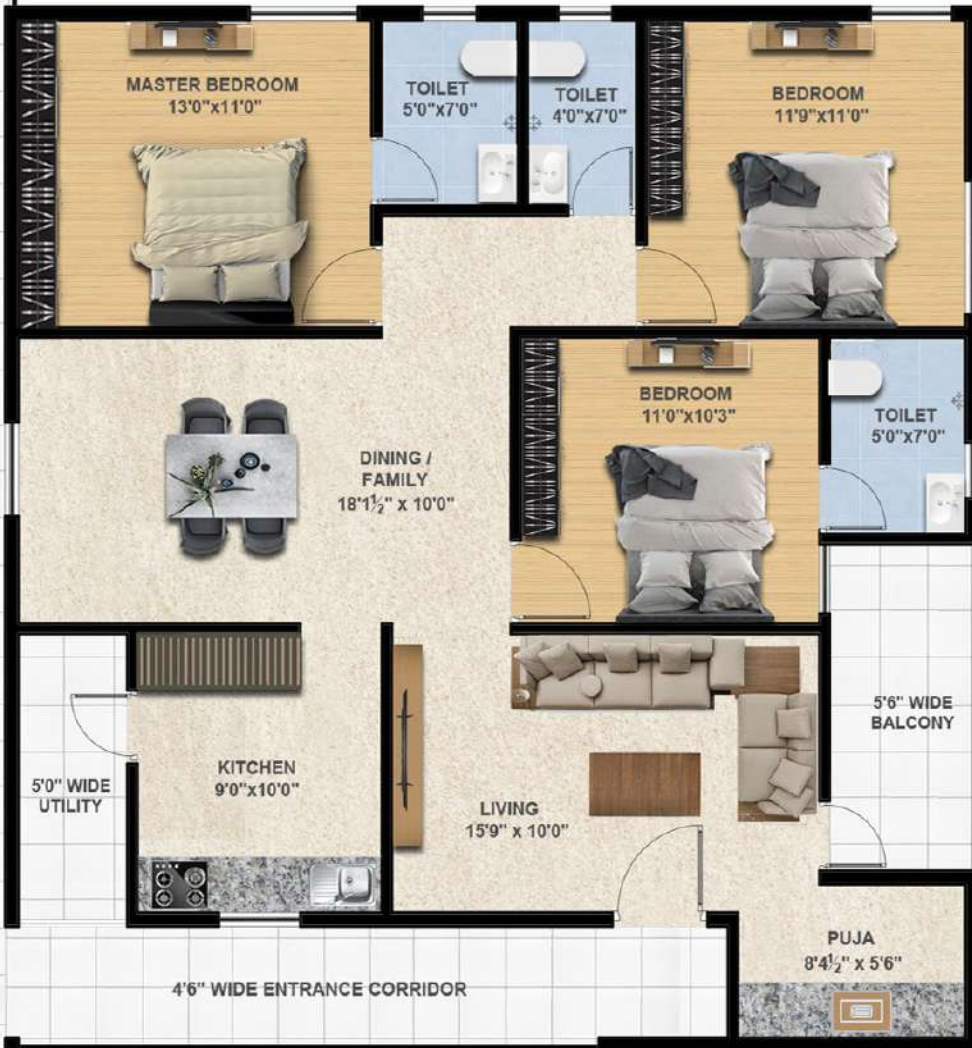 MASTER BEDROOM
13'0"x11'0"
TOILET
5'0"x7'0"
TOILET
4'0"x7'0"
BEDROOM
11'9"x11'0"
BEDROOM
11'0"x10'3"
TOILET
5'0"x7'0"
DINING /
FAMILY
18'1½" x 10'0"
5'6" WIDE
BALCONY
5'0" WIDE
UTILITY
KITCHEN
9'0"x10'0"
LIVING
15'9" x 10'0"
PUJA
8'4½" x 5'6"
4'6" WIDE ENTRANCE CORRIDOR